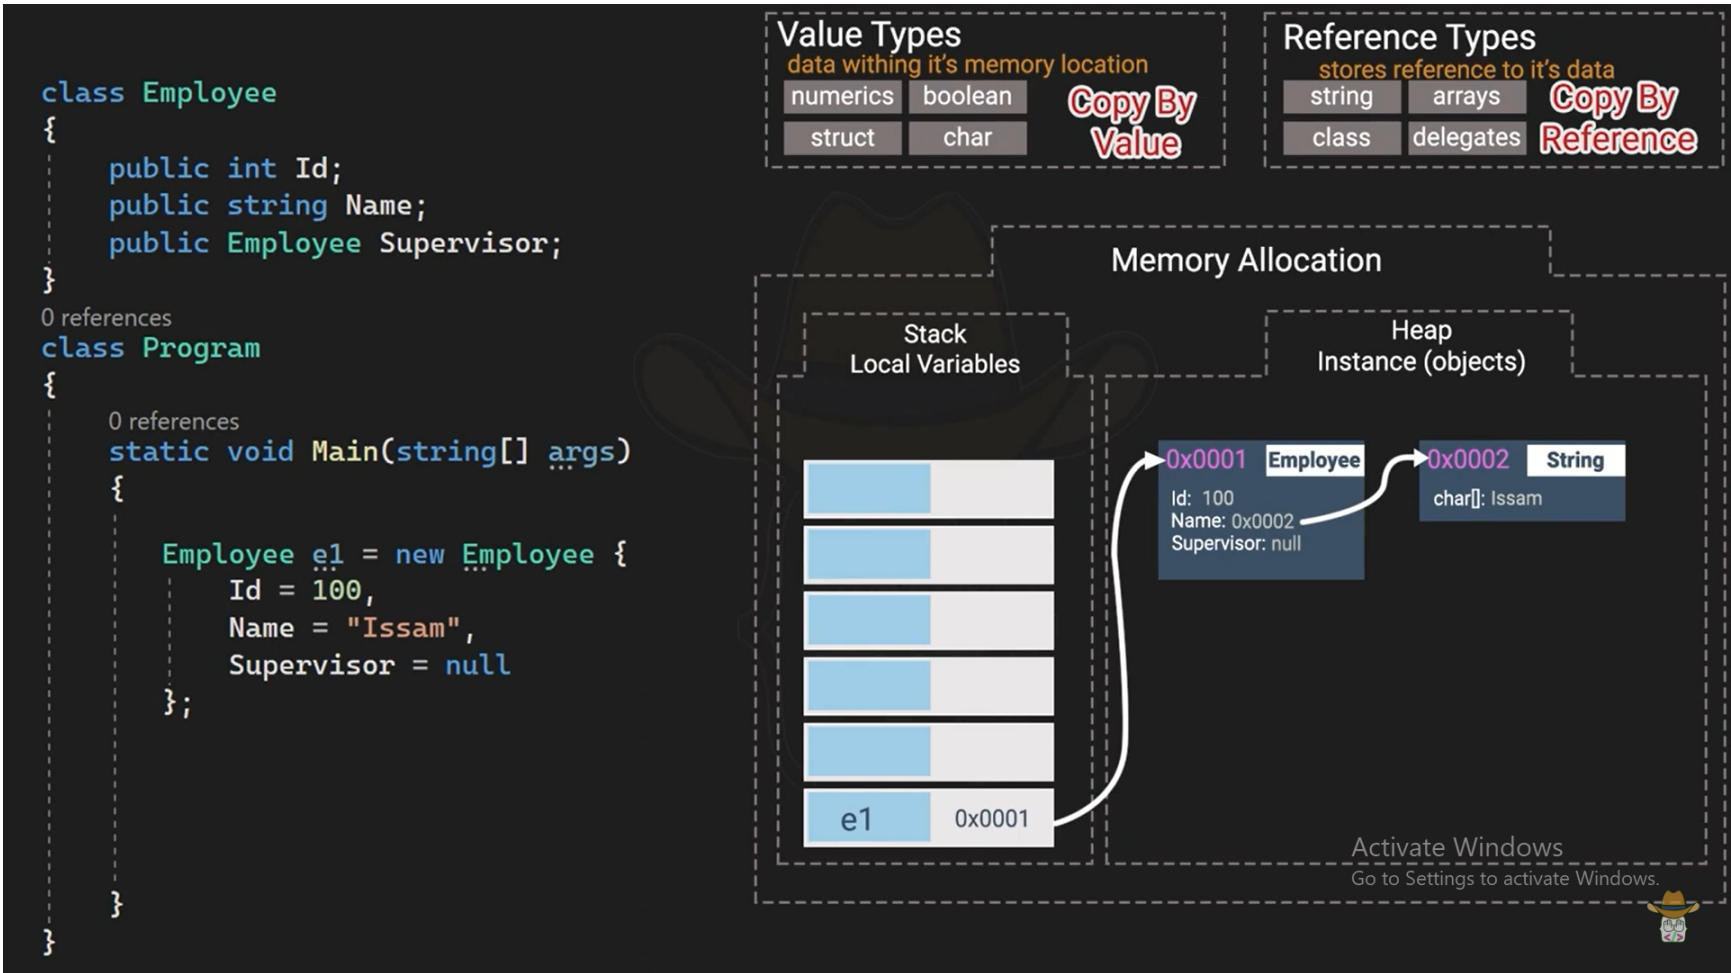 class Employee
{
public int Id;
public string Name;
public Employee Supervisor;
}
0 references
class Program
{
0 references
static void Main(string[] args)
{
Employee e1 = new Employee {
Id = 100,
Name = "Issam",
Supervisor = null
};
}
}
Value Types
data withing it's memory location
numerics boolean
struct char
Copy By
Value
Reference Types
stores reference to it's data
string arrays
class delegates
Copy By
Reference
Memory Allocation
Stack
Local Variables
e1 0x0001
Heap
Instance (objects)
0x0001 Employee
Id: 100
Name: 0x0002
Supervisor: null
0x0002 String
char[]: Issam
Activate Windows
Go to Settings to activate Windows.